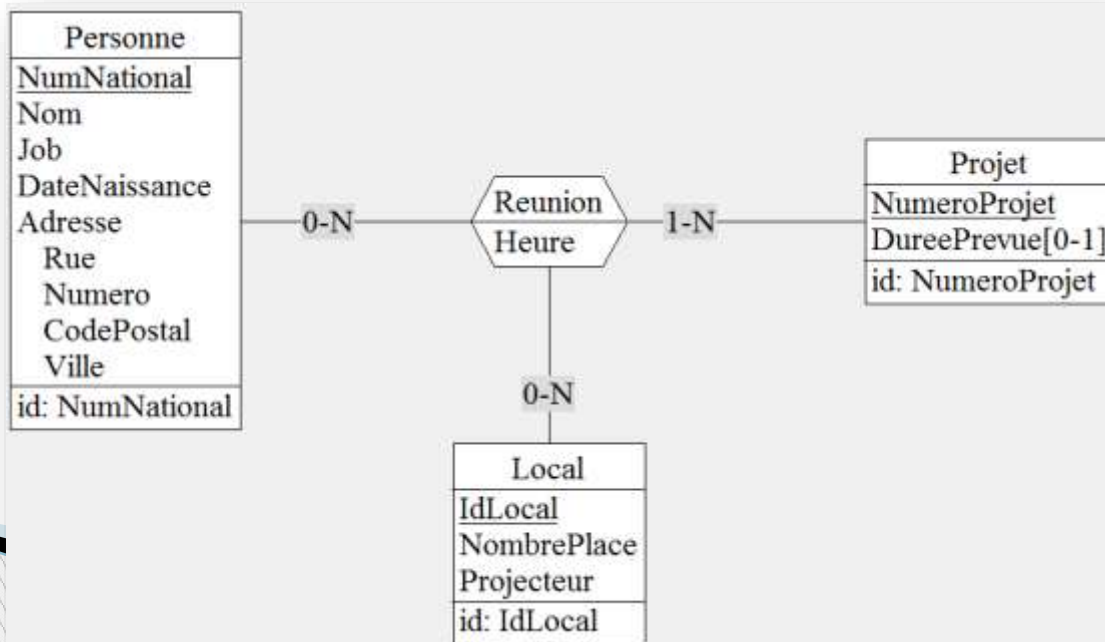 Personne
NumNational
Nom
Job
DateNaissance
Adresse
Rue
Numero
CodePostal
Ville
id: NumNational
0-N
Reunion
Heure
1-N
Projet
NumeroProjet
DureePrevue[0-1]
id: NumeroProjet
0-N
Local
IdLocal
NombrePlace
Projecteur
id: IdLocal